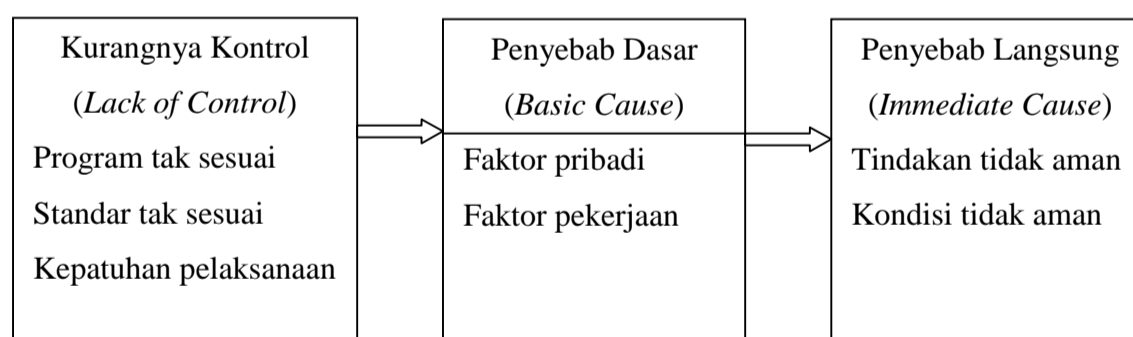 Kurangnya Kontrol
(Lack of Control)
Program tak sesuai
Standar tak sesuai
Kepatuhan pelaksanaan
Penyebab Dasar
(Basic Cause)
Faktor pribadi
Faktor pekerjaan
Penyebab Langsung
(Immediate Cause)
Tindakan tidak aman
Kondisi tidak aman